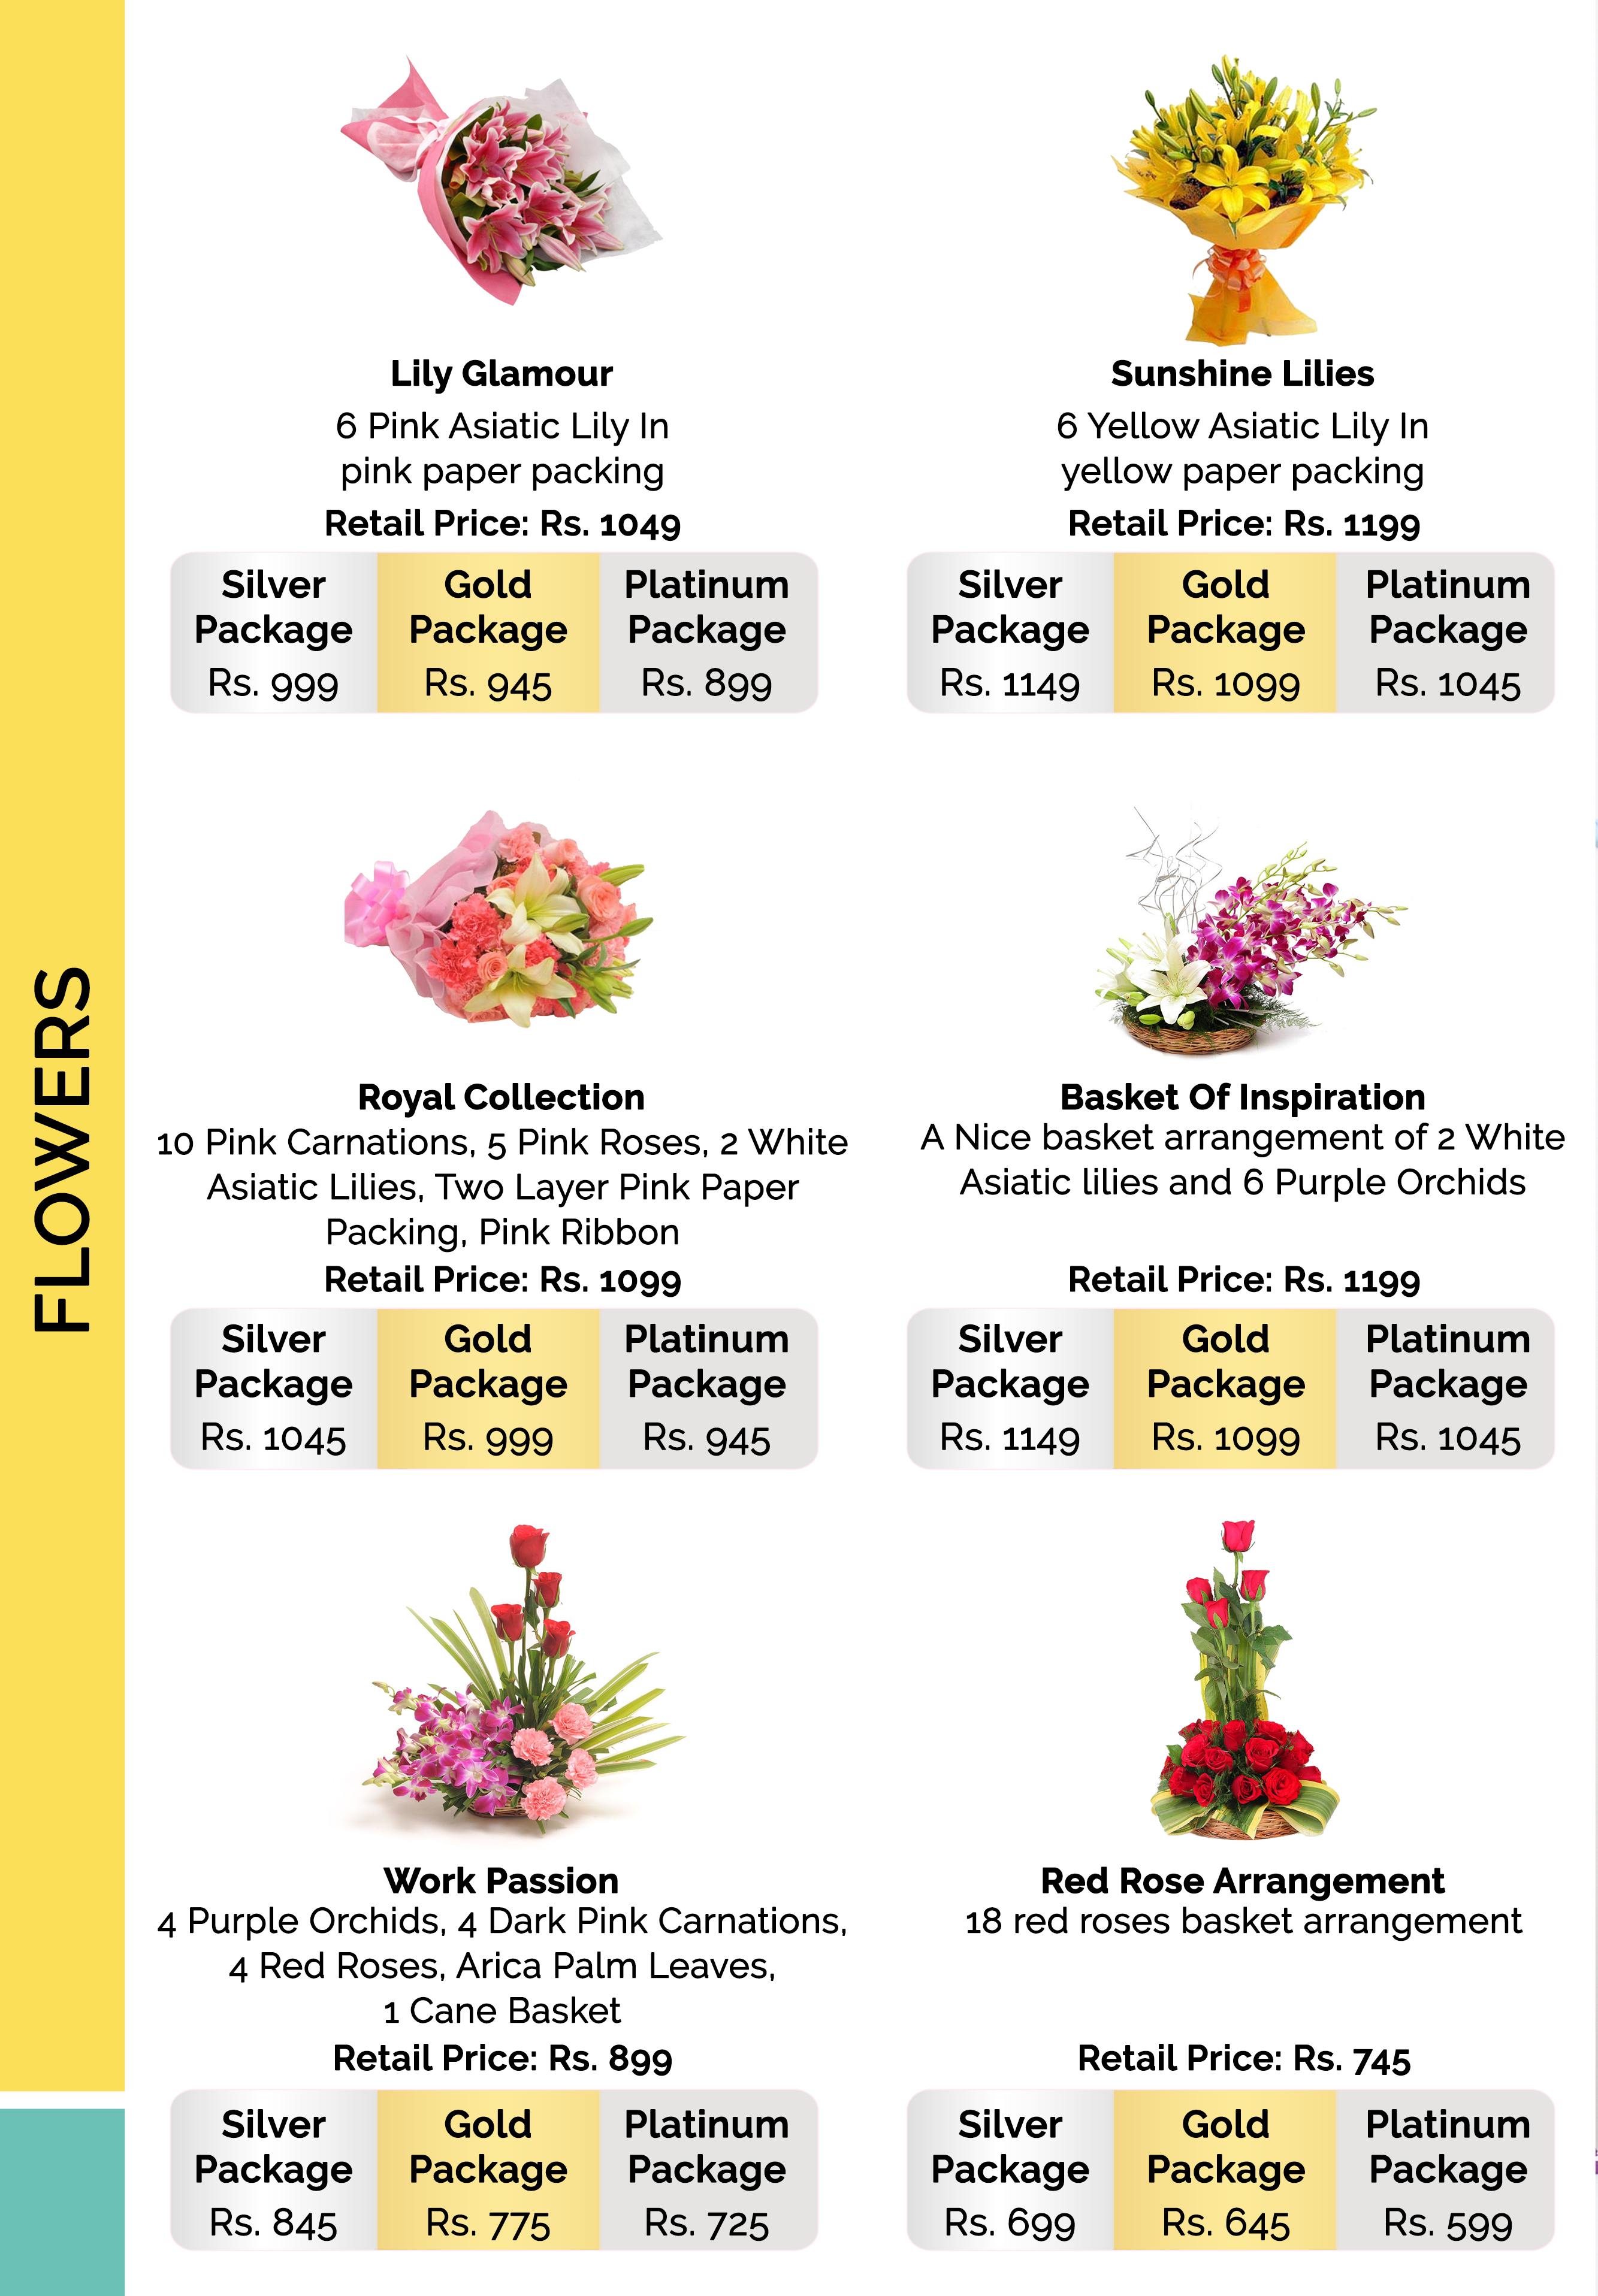 FLOWERS
Lily Glamour
6 Pink Asiatic Lily In
pink paper packing
Retail Price: Rs. 1049
Silver Package Gold Package Platinum Package
Rs. 999 Rs. 945 Rs. 899
Sunshine Lilies
6 Yellow Asiatic Lily In
yellow paper packing
Retail Price: Rs. 1199
Silver Package Gold Package Platinum Package
Rs. 1149 Rs. 1099 Rs. 1045
Royal Collection
10 Pink Carnations, 5 Pink Roses, 2 White
Asiatic Lilies, Two Layer Pink Paper
Packing, Pink Ribbon
Retail Price: Rs. 1099
Silver Package Gold Package Platinum Package
Rs. 1045 Rs. 999 Rs. 945
Basket Of Inspiration
A Nice basket arrangement of 2 White
Asiatic lilies and 6 Purple Orchids
Retail Price: Rs. 1199
Silver Package Gold Package Platinum Package
Rs. 1149 Rs. 1099 Rs. 1045
Work Passion
4 Purple Orchids, 4 Dark Pink Carnations,
4 Red Roses, Arica Palm Leaves,
1 Cane Basket
Retail Price: Rs. 899
Silver Package Gold Package Platinum Package
Rs. 845 Rs. 775 Rs. 725
Red Rose Arrangement
18 red roses basket arrangement
Retail Price: Rs. 745
Silver Package Gold Package Platinum Package
Rs. 699 Rs. 645 Rs. 599